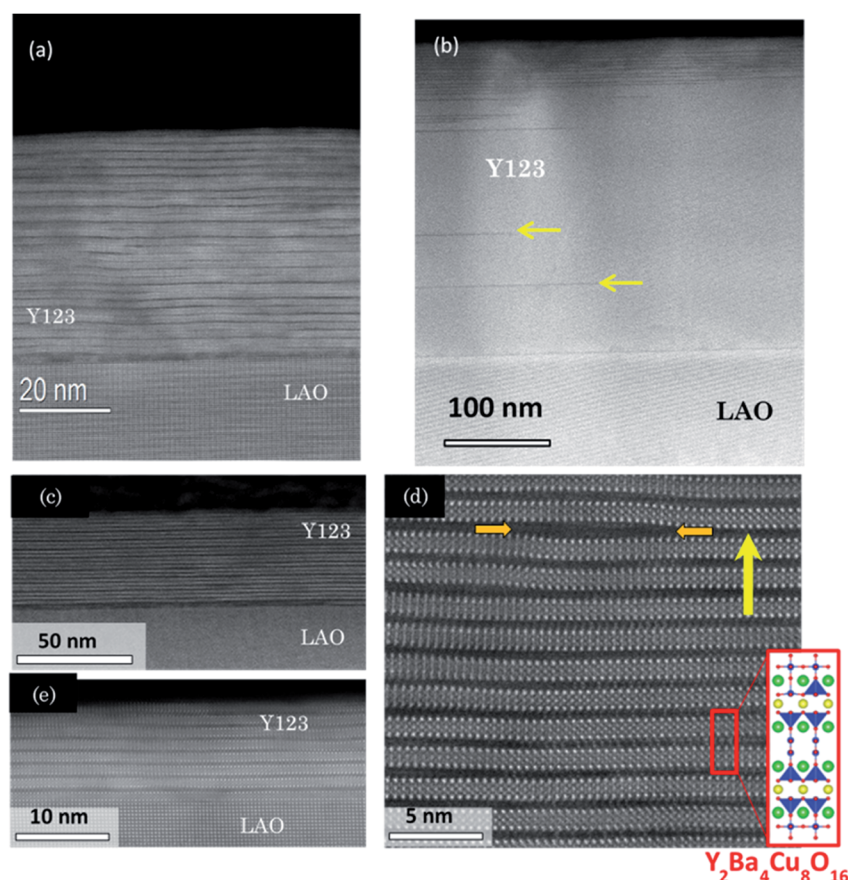 (a)
Y123
20 nm
LAO
(b)
Y123
100 nm
LAO
(c)
Y123
50 nm
LAO
(d)
5 nm
Y2Ba4Cu8O16
(e)
Y123
10 nm
LAO